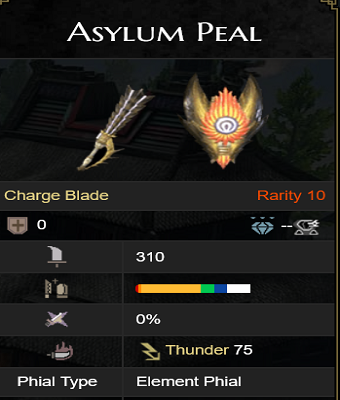 Asylum Peal
Charge Blade Rarity 10
0 --
310
0%
Thunder 75
Phial Type Element Phial